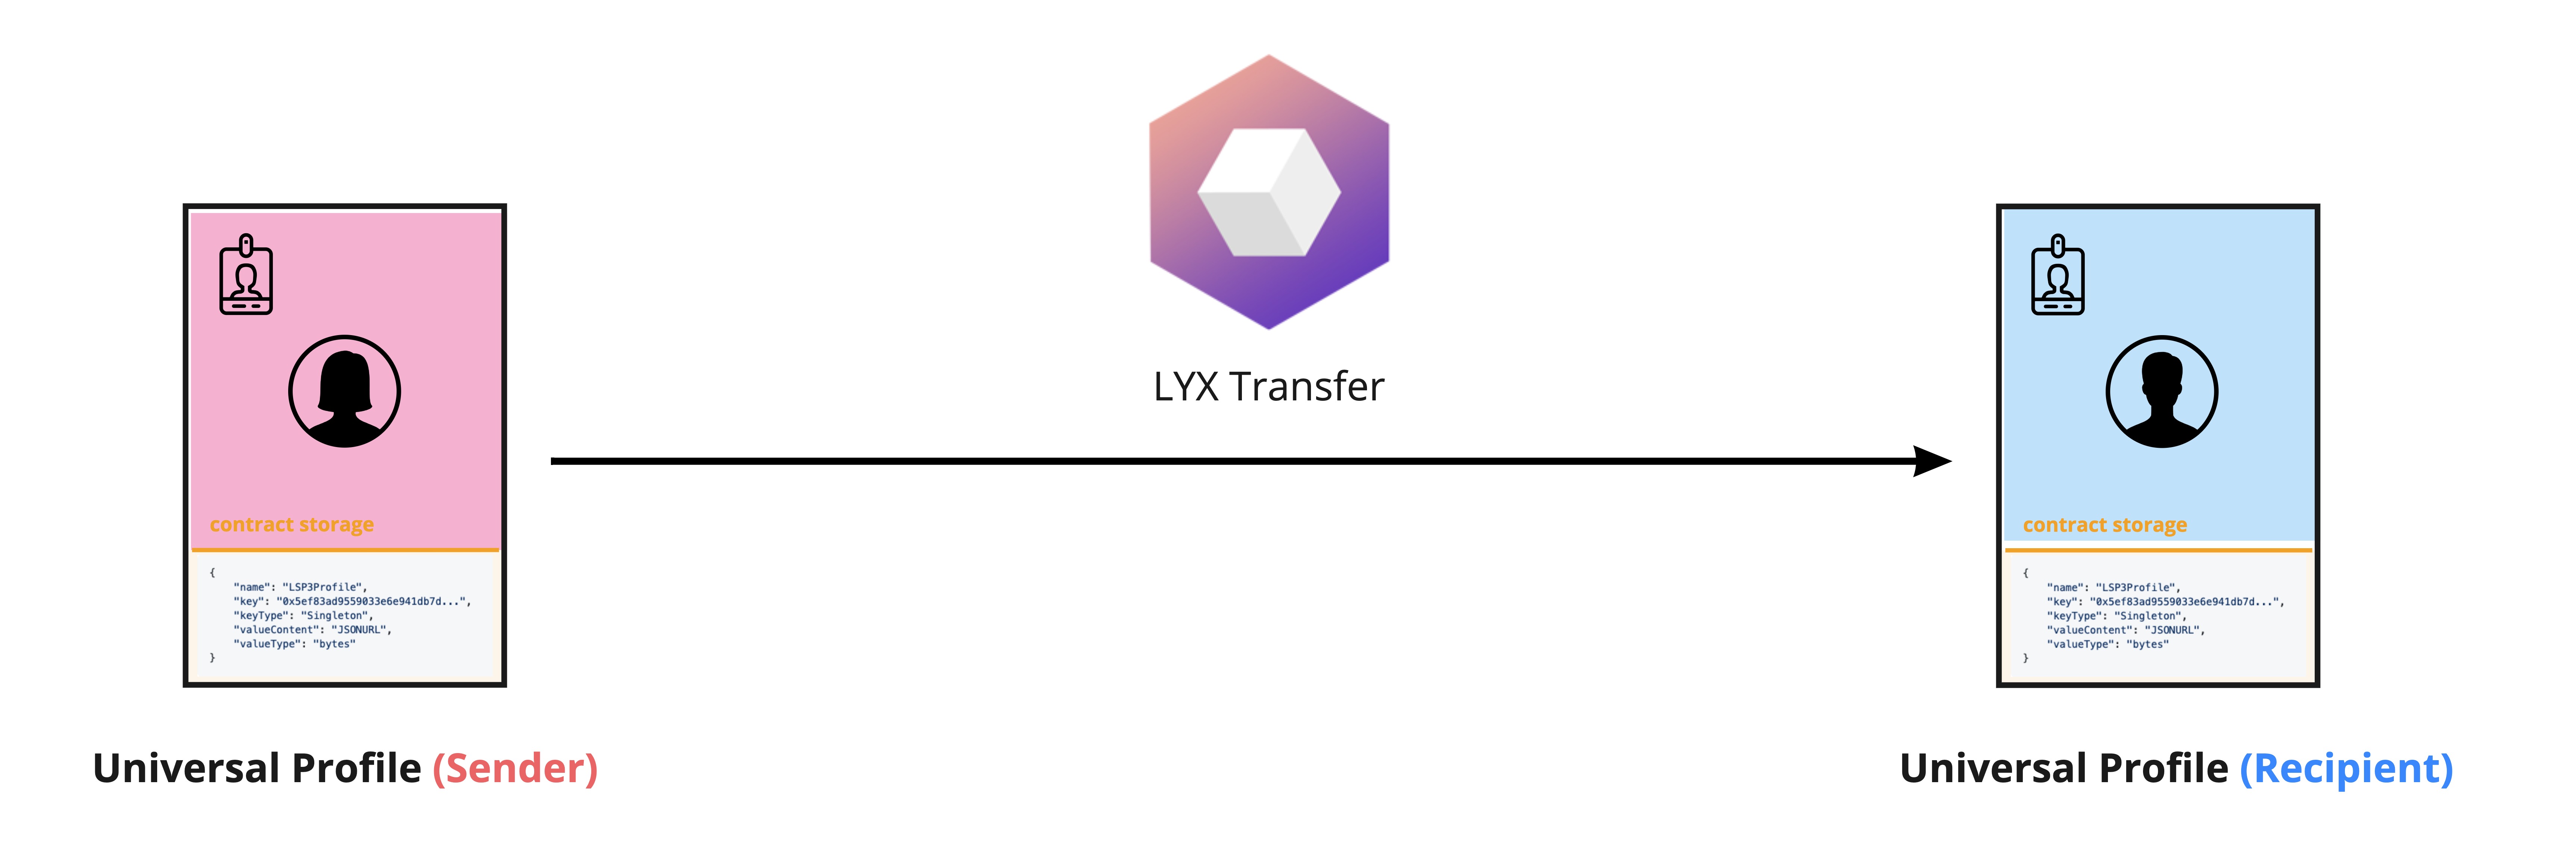 LYX Transfer
contract storage
{
"name": "LSP3Profile",
"key": "0x5ef83ad9559033e6e941db7d...",
"keyType": "Singleton",
"valueContent": "JSONURL",
"valueType": "bytes"
}
Universal Profile (Sender)
contract storage
{
"name": "LSP3Profile",
"key": "0x5ef83ad9559033e6e941db7d...",
"keyType": "Singleton",
"valueContent": "JSONURL",
"valueType": "bytes"
}
Universal Profile (Recipient)